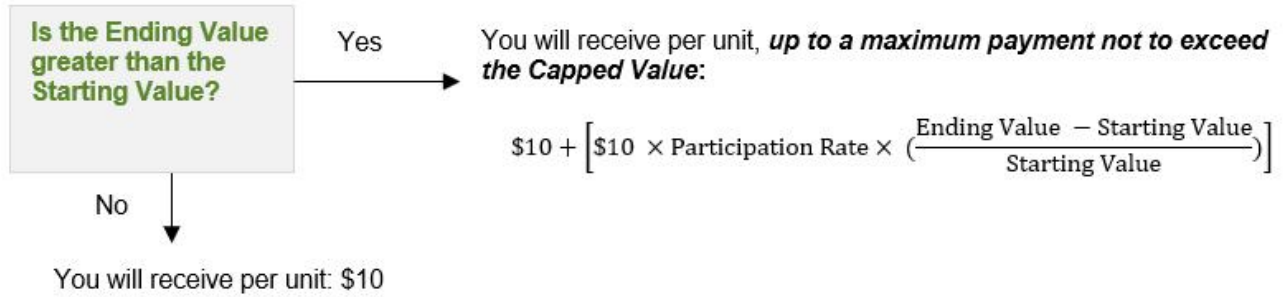 Is the Ending Value
greater than the
Starting Value?
Yes
You will receive per unit, up to a maximum payment not to exceed
the Capped Value:
$10 + [$10 × Participation Rate × (Ending Value − Starting Value / Starting Value)]
No
You will receive per unit: $10